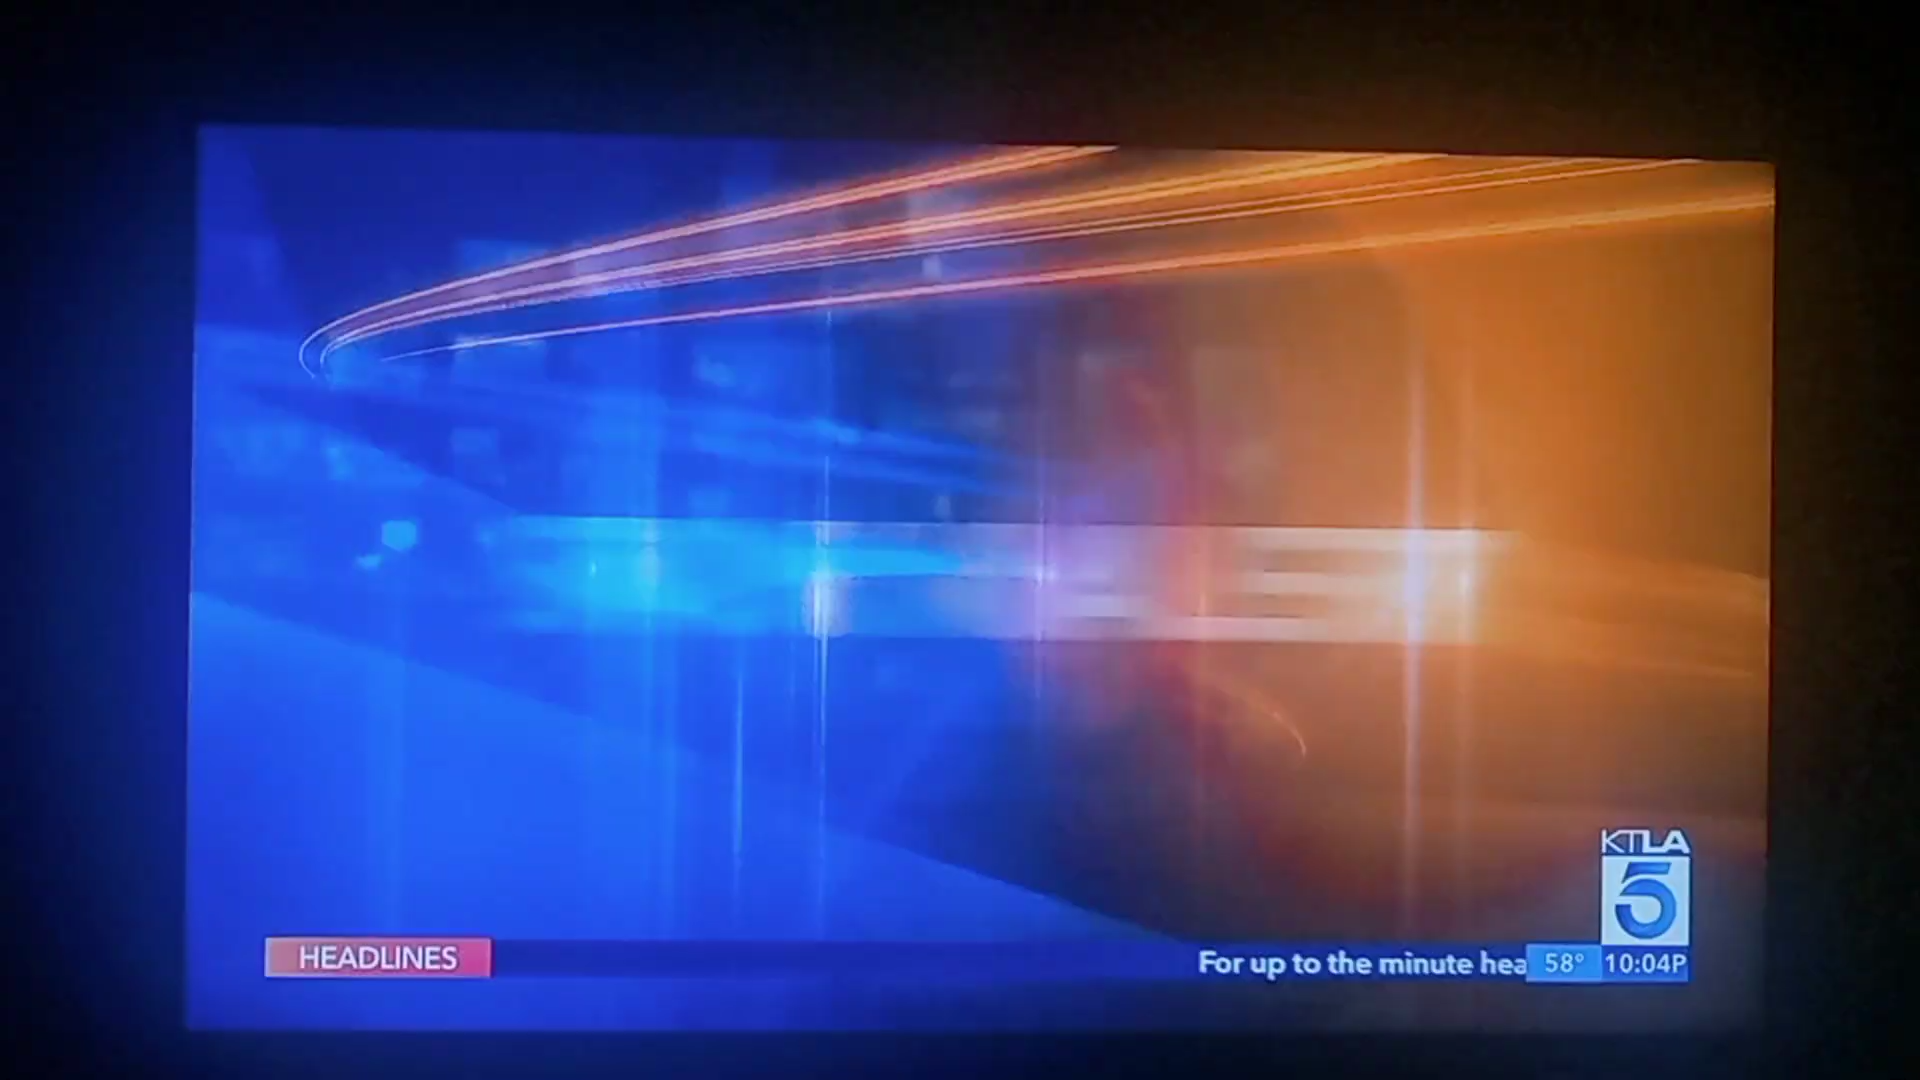 KTLA
5
HEADLINES
For up to the minute hea
58°
10:04P